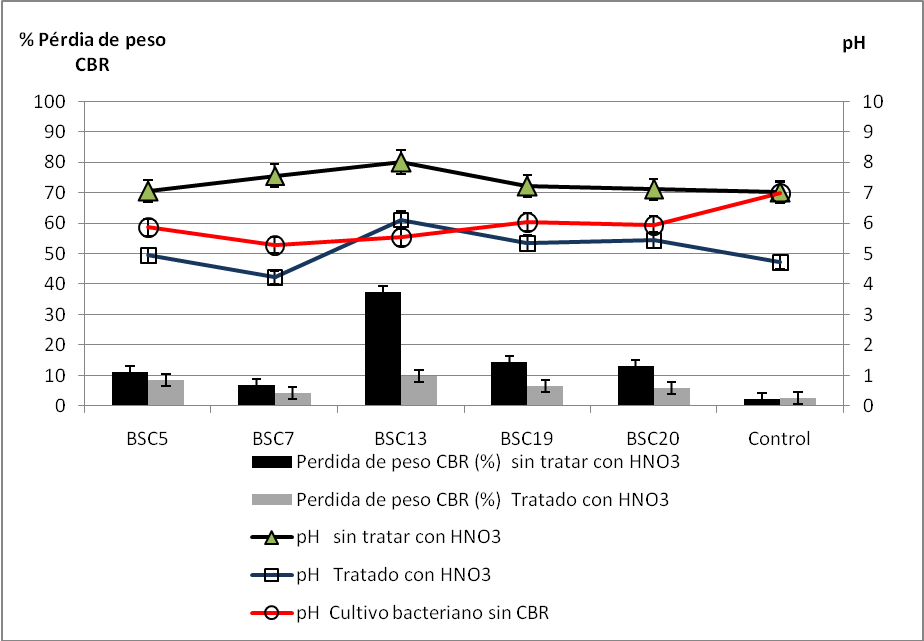 % Pérdia de peso
CBR
pH
100
90
80
70
60
50
40
30
20
10
0
10
9
8
7
6
5
4
3
2
1
0
BSC5 BSC7 BSC13 BSC19 BSC20 Control
Perdida de peso CBR (%) sin tratar con HNO3
Perdida de peso CBR (%) Tratado con HNO3
pH sin tratar con HNO3
pH Tratado con HNO3
pH Cultivo bacteriano sin CBR